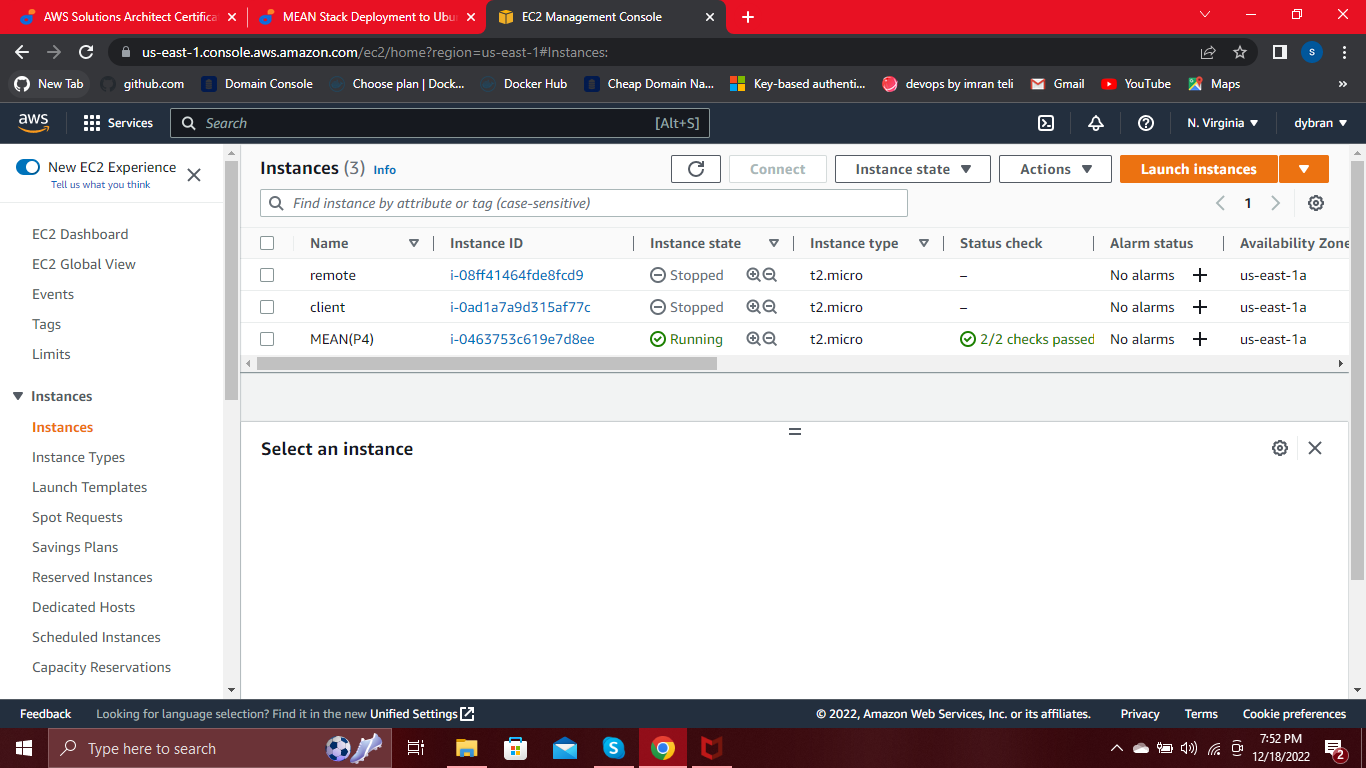 AWS Solutions Architect Certifica
MEAN Stack Deployment to Ubu
EC2 Management Console
us-east-1.console.aws.amazon.com/ec2/home?region=us-east-1#Instances:
S
New Tab
github.com
Domain Console
Choose plan | Dock...
Docker Hub
Cheap Domain Na...
Key-based authenti...
devops by imran teli
Gmail
YouTube
Maps
»
aws
Services
Search
[Alt+S]
N. Virginia
dybran
New EC2 Experience
Tell us what you think
EC2 Dashboard
EC2 Global View
Events
Tags
Limits
Instances
Instances
Instance Types
Launch Templates
Spot Requests
Savings Plans
Reserved Instances
Dedicated Hosts
Scheduled Instances
Capacity Reservations
Instances (3) Info
Connect
Instance state
Actions
Launch instances
Find instance by attribute or tag (case-sensitive)
1
Name Instance ID Instance state Instance type Status check Alarm status Availability Zone
remote i-08ff41464fde8fcd9 Stopped t2.micro – No alarms + us-east-1a
client i-0ad1a7a9d315af77c Stopped t2.micro – No alarms + us-east-1a
MEAN(P4) i-0463753c619e7d8ee Running t2.micro 2/2 checks passed No alarms + us-east-1a
Select an instance
Feedback
Looking for language selection? Find it in the new Unified Settings
© 2022, Amazon Web Services, Inc. or its affiliates.
Privacy
Terms
Cookie preferences
Type here to search
7:52 PM
12/18/2022
2